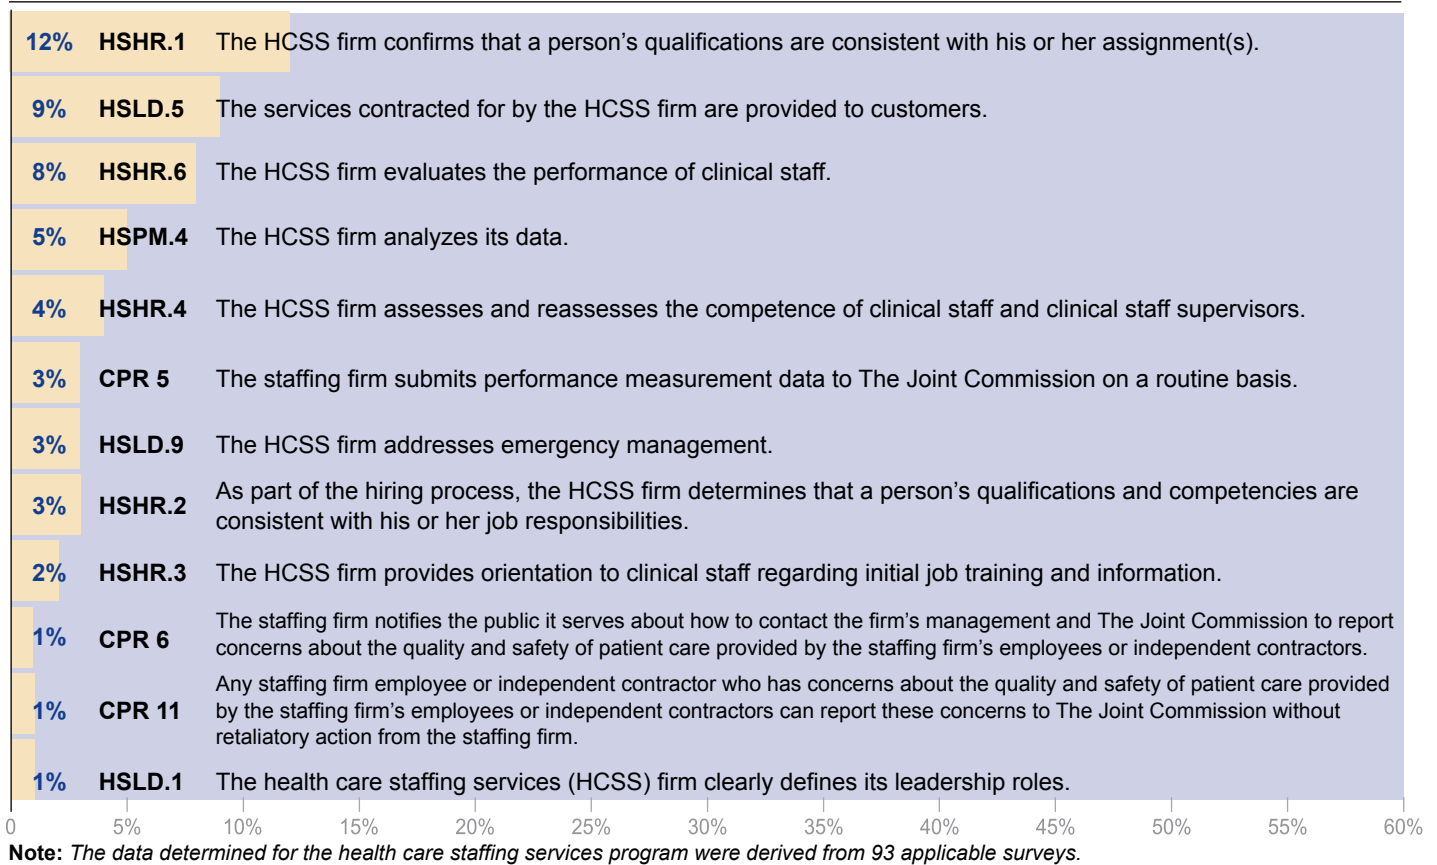 12% HSHR.1 The HCSS firm confirms that a person’s qualifications are consistent with his or her assignment(s).
9% HSLD.5 The services contracted for by the HCSS firm are provided to customers.
8% HSHR.6 The HCSS firm evaluates the performance of clinical staff.
5% HSPM.4 The HCSS firm analyzes its data.
4% HSHR.4 The HCSS firm assesses and reassesses the competence of clinical staff and clinical staff supervisors.
3% CPR 5 The staffing firm submits performance measurement data to The Joint Commission on a routine basis.
3% HSLD.9 The HCSS firm addresses emergency management.
3% HSHR.2 As part of the hiring process, the HCSS firm determines that a person’s qualifications and competencies are
consistent with his or her job responsibilities.
2% HSHR.3 The HCSS firm provides orientation to clinical staff regarding initial job training and information.
1% CPR 6 The staffing firm notifies the public it serves about how to contact the firm’s management and The Joint Commission to report
concerns about the quality and safety of patient care provided by the staffing firm’s employees or independent contractors.
1% CPR 11 Any staffing firm employee or independent contractor who has concerns about the quality and safety of patient care provided
by the staffing firm’s employees or independent contractors can report these concerns to The Joint Commission without
retaliatory action from the staffing firm.
1% HSLD.1 The health care staffing services (HCSS) firm clearly defines its leadership roles.
0 5% 10% 15% 20% 25% 30% 35% 40% 45% 50% 55% 60%
Note: The data determined for the health care staffing services program were derived from 93 applicable surveys.